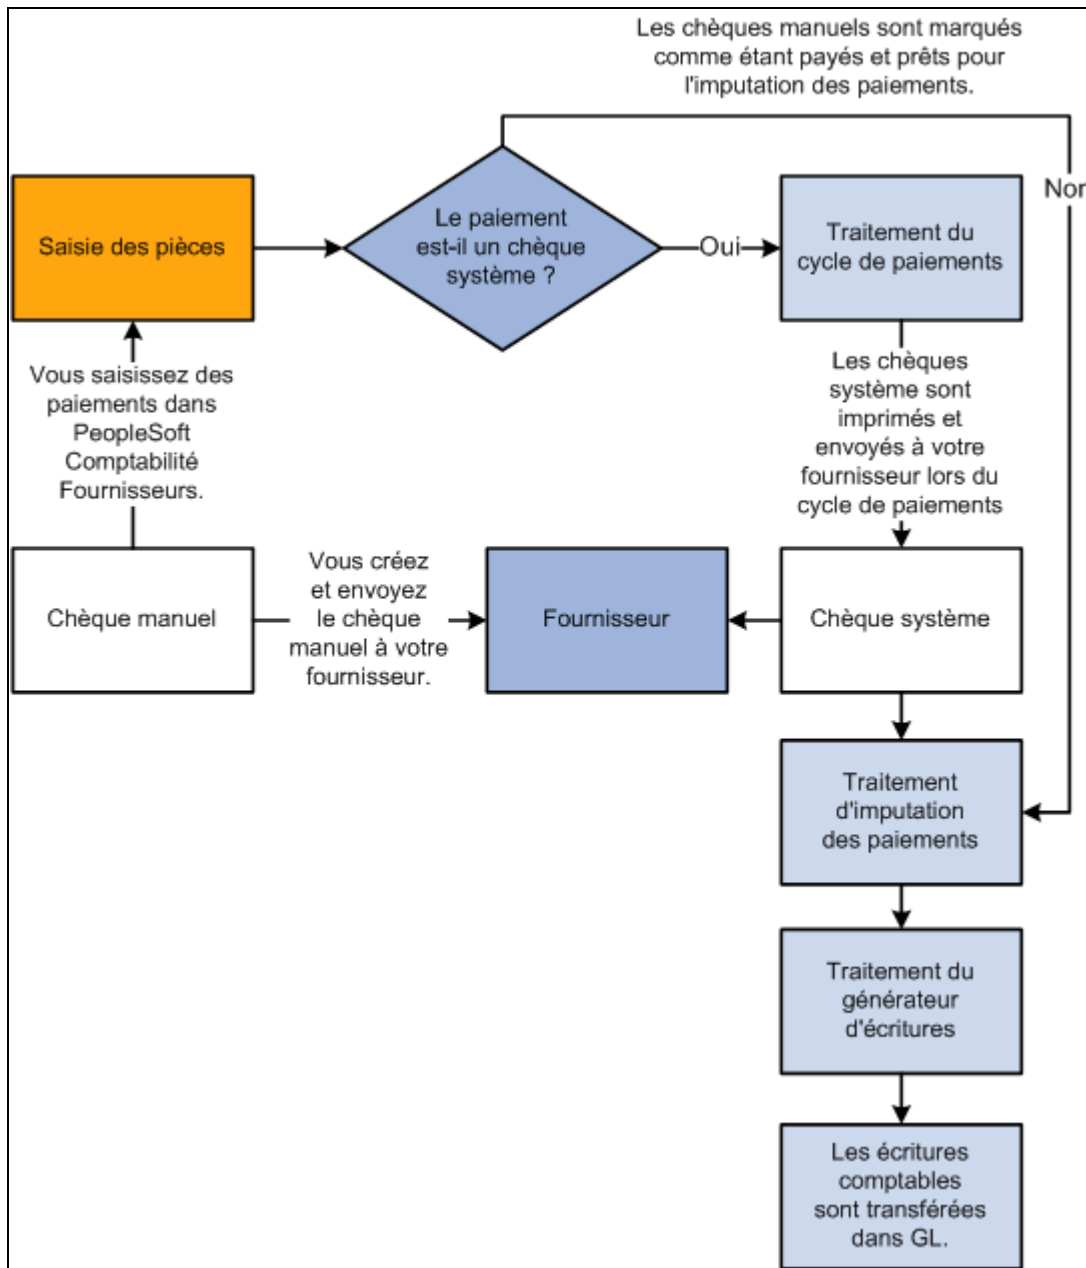 Les chèques manuels sont marqués
comme étant payés et prêts pour
l'imputation des paiements.
Non
Saisie des pièces
Le paiement
est-il un chèque
système ?
Oui
Traitement du
cycle de paiements
Vous saisissez des
paiements dans
PeopleSoft
Comptabilité
Fournisseurs.
Les chèques
système sont
imprimés et
envoyés à votre
fournisseur lors du
cycle de paiements
Chèque manuel
Vous créez
et envoyez
le chèque
manuel à votre
fournisseur.
Fournisseur
Chèque système
Traitement
d'imputation
des paiements
Traitement du
générateur
d'écritures
Les écritures
comptables
sont transférées
dans GL.